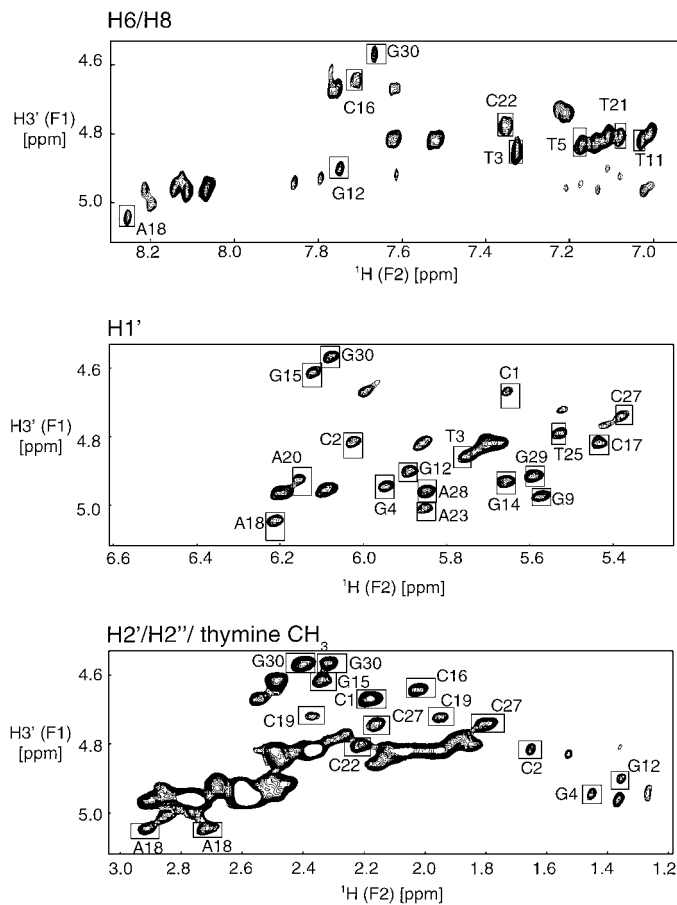 H6/H8
4.6
4.8
5.0
H3' (F1)
[ppm]
G30
C16
C22
T21
T3
T5
T11
G12
A18
8.2 8.0 7.8 7.6 7.4 7.2 7.0
¹H (F2) [ppm]
H1'
4.6
4.8
5.0
H3' (F1)
[ppm]
G30
G15
C1
C27
C2
T3
A20
G12
G29
T25
C17
G4
A28
G14
G9
A23
A18
6.6 6.4 6.2 6.0 5.8 5.6 5.4
¹H (F2) [ppm]
H2'/H2''/ thymine CH₃
4.6
4.8
5.0
H3' (F1)
[ppm]
G30
G30
G15
C16
C1
C19
C27
C19
C27
C22
C2
G12
G4
A18
A18
3.0 2.8 2.6 2.4 2.2 2.0 1.8 1.6 1.4 1.2
¹H (F2) [ppm]